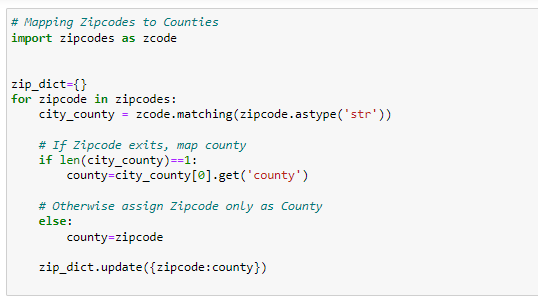 # Mapping Zipcodes to Counties
import zipcodes as zcode
zip_dict={}
for zipcode in zipcodes:
city_county = zcode.matching(zipcode.astype('str'))
# If Zipcode exits, map county
if len(city_county)==1:
county=city_county[0].get('county')
# Otherwise assign Zipcode only as County
else:
county=zipcode
zip_dict.update({zipcode:county})